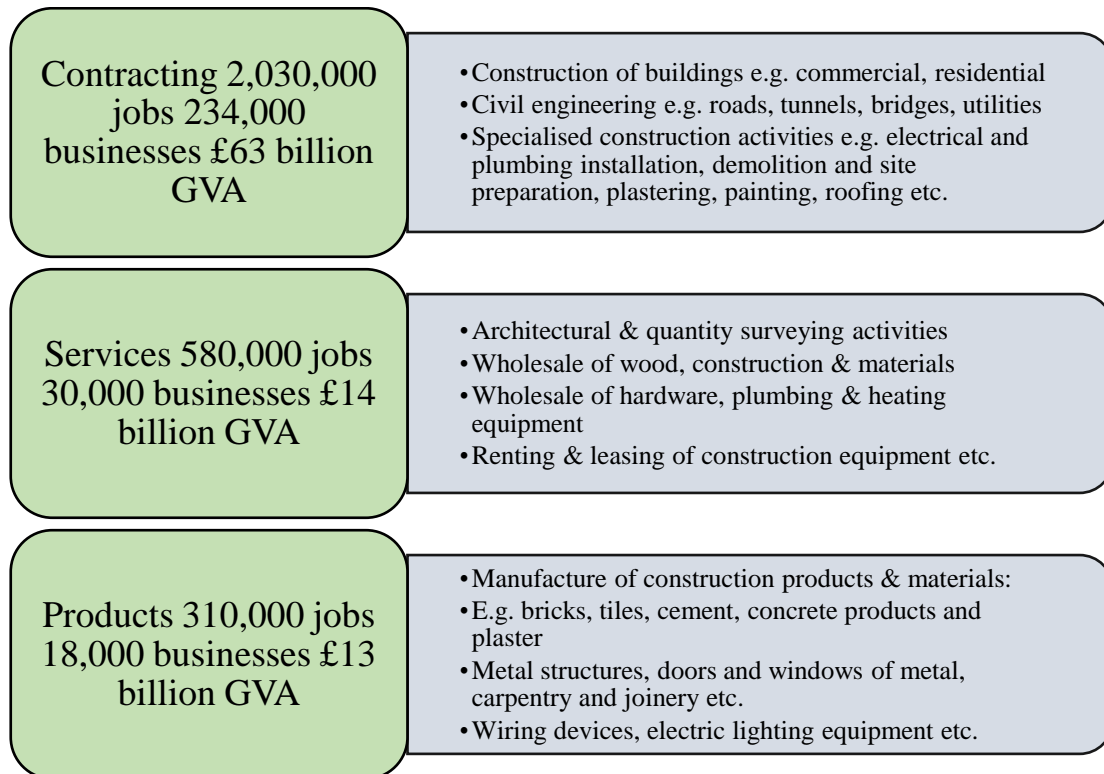 Contracting 2,030,000
jobs 234,000
businesses £63 billion
GVA
•Construction of buildings e.g. commercial, residential
•Civil engineering e.g. roads, tunnels, bridges, utilities
•Specialised construction activities e.g. electrical and
plumbing installation, demolition and site
preparation, plastering, painting, roofing etc.
Services 580,000 jobs
30,000 businesses £14
billion GVA
•Architectural & quantity surveying activities
•Wholesale of wood, construction & materials
•Wholesale of hardware, plumbing & heating
equipment
•Renting & leasing of construction equipment etc.
Products 310,000 jobs
18,000 businesses £13
billion GVA
•Manufacture of construction products & materials:
•E.g. bricks, tiles, cement, concrete products and
plaster
•Metal structures, doors and windows of metal,
carpentry and joinery etc.
•Wiring devices, electric lighting equipment etc.